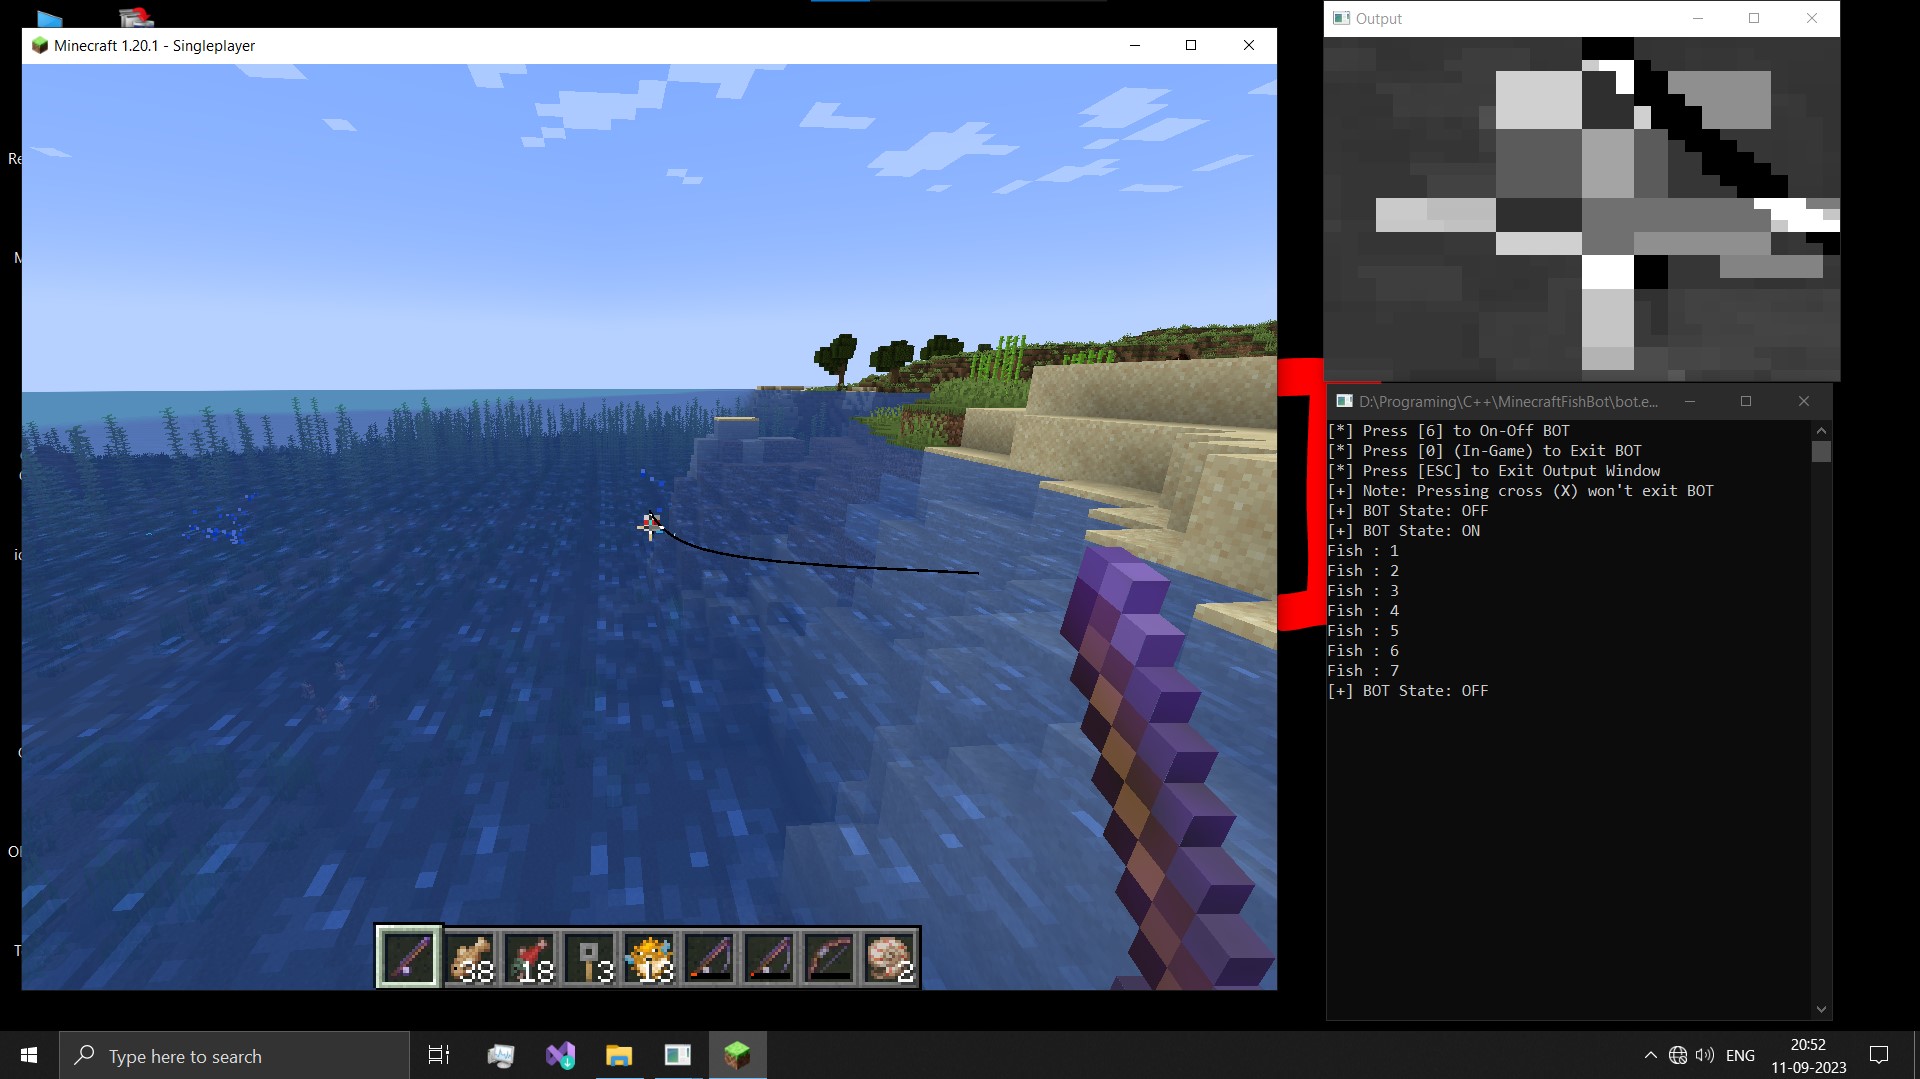 Output
Minecraft 1.20.1 - Singleplayer
Re
D:\Programing\C++\MinecraftFishBot\bot.e...
[*] Press [6] to On-Off BOT
[*] Press [0] (In-Game) to Exit BOT
[*] Press [ESC] to Exit Output Window
[+] Note: Pressing cross (X) won't exit BOT
[+] BOT State: OFF
[+] BOT State: ON
Fish : 1
Fish : 2
Fish : 3
Fish : 4
Fish : 5
Fish : 6
Fish : 7
[+] BOT State: OFF
38 18 3 13 2
Type here to search
ENG
20:52
11-09-2023